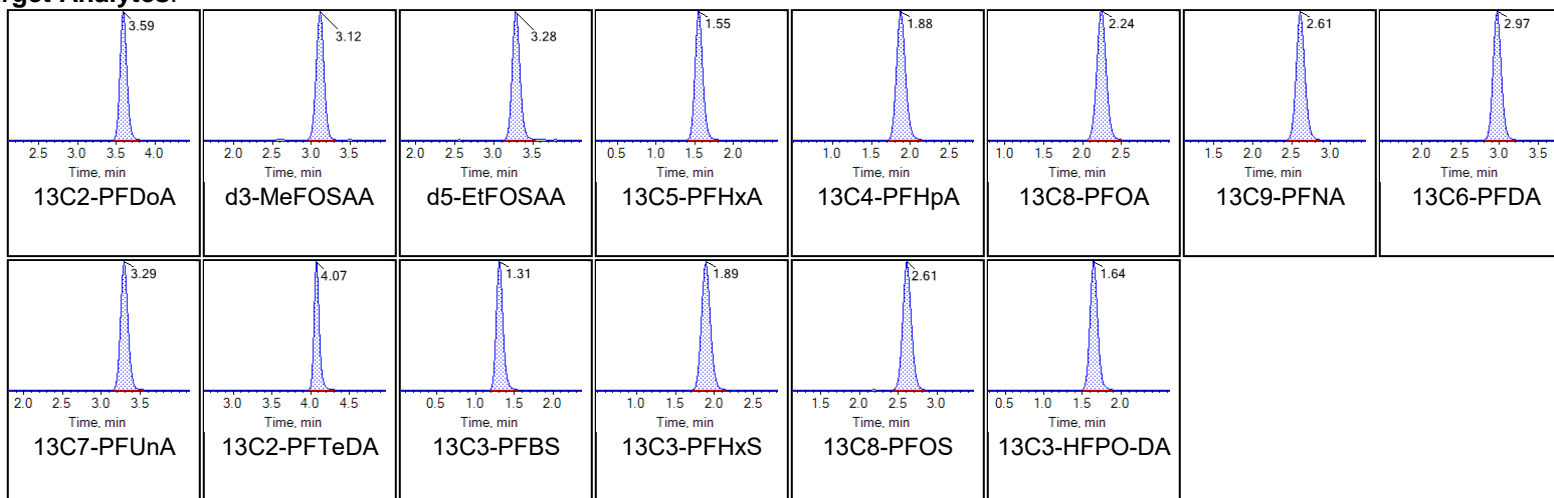 3.59
2.5 3.0 3.5 4.0
Time, min
13C2-PFDoA
3.12
2.0 2.5 3.0 3.5
Time, min
d3-MeFOSAA
3.28
2.0 2.5 3.0 3.5
Time, min
d5-EtFOSAA
1.55
0.5 1.0 1.5 2.0
Time, min
13C5-PFHxA
1.88
1.0 1.5 2.0 2.5
Time, min
13C4-PFHpA
2.24
1.0 1.5 2.0 2.5
Time, min
13C8-PFOA
2.61
1.5 2.0 2.5 3.0
Time, min
13C9-PFNA
2.97
2.0 2.5 3.0 3.5
Time, min
13C6-PFDA
3.29
2.0 2.5 3.0 3.5
Time, min
13C7-PFUnA
4.07
3.0 3.5 4.0 4.5
Time, min
13C2-PFTeDA
1.31
0.5 1.0 1.5 2.0
Time, min
13C3-PFBS
1.89
1.0 1.5 2.0 2.5
Time, min
13C3-PFHxS
2.61
1.5 2.0 2.5 3.0
Time, min
13C8-PFOS
1.64
0.5 1.0 1.5 2.0
Time, min
13C3-HFPO-DA